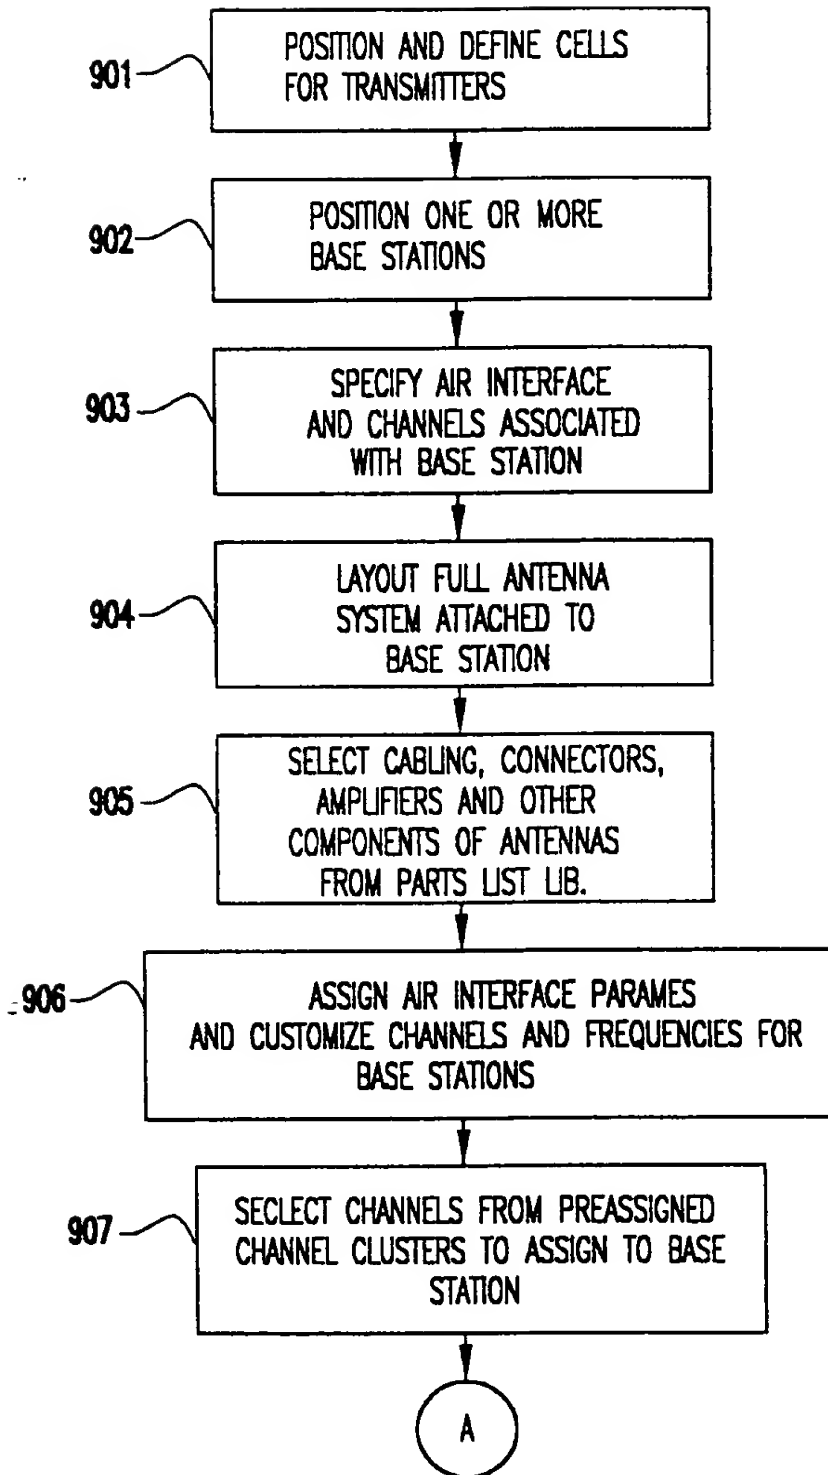 901
POSITION AND DEFINE CELLS
FOR TRANSMITTERS
902
POSITION ONE OR MORE
BASE STATIONS
903
SPECIFY AIR INTERFACE
AND CHANNELS ASSOCIATED
WITH BASE STATION
904
LAYOUT FULL ANTENNA
SYSTEM ATTACHED TO
BASE STATION
905
SELECT CABLING, CONNECTORS,
AMPLIFIERS AND OTHER
COMPONENTS OF ANTENNAS
FROM PARTS LIST LIB.
906
ASSIGN AIR INTERFACE PARAMES
AND CUSTOMIZE CHANNELS AND FREQUENCIES FOR
BASE STATIONS
907
SECLECT CHANNELS FROM PREASSIGNED
CHANNEL CLUSTERS TO ASSIGN TO BASE
STATION
A